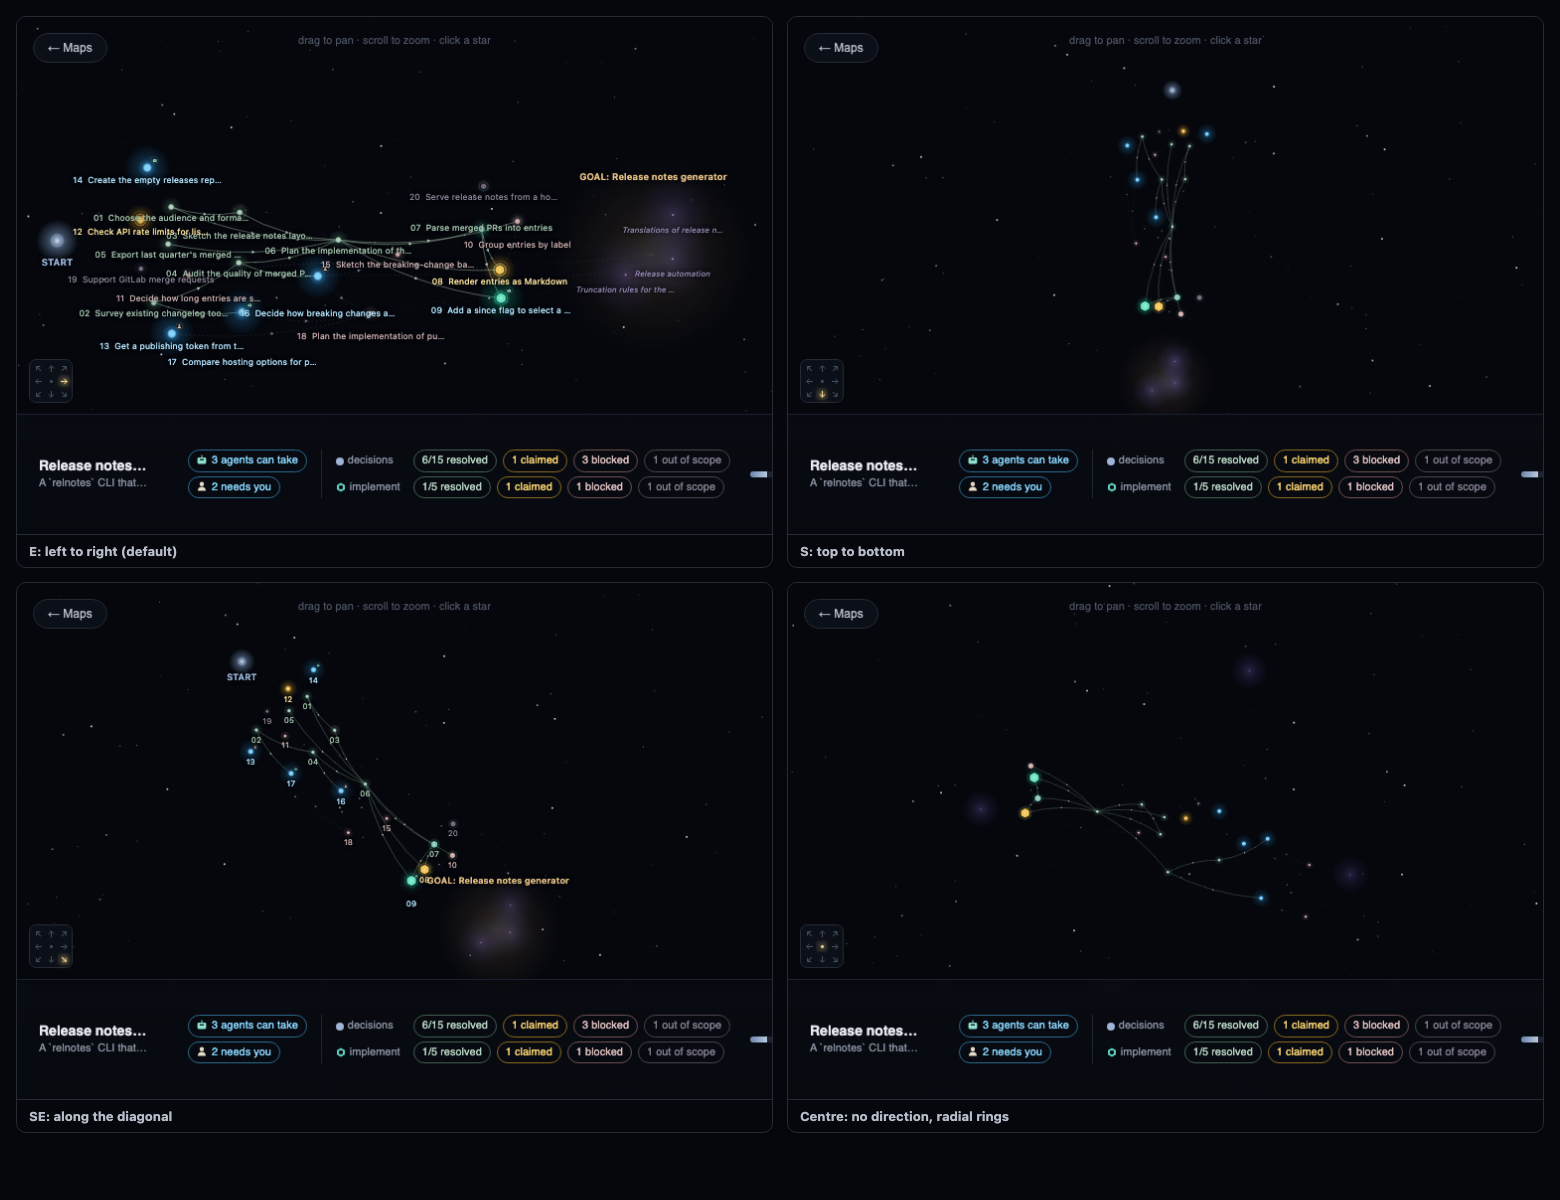 ← Maps
drag to pan · scroll to zoom · click a star
14 Create the empty releases rep...
GOAL: Release notes generator
20 Serve release notes from a ho...
01 Choose the audience and forma...
12 Check API rate limits for lis...
03 Sketch the release notes layo...
07 Parse merged PRs into entries
Translations of release n...
10 Group entries by label
05 Export last quarter's merged ...
06 Plan the implementation of th...
START
15 Sketch the breaking-change ba...
04 Audit the quality of merged P...
Release automation
19 Support GitLab merge requests
08 Render entries as Markdown
Truncation rules for the ...
11 Decide how long entries are s...
02 Survey existing changelog too...
16 Decide how breaking changes a...
09 Add a since flag to select a ...
18 Plan the implementation of pu...
13 Get a publishing token from t...
17 Compare hosting options for p...
Release notes...
A `relnotes` CLI that...
3 agents can take
2 needs you
decisions
6/15 resolved
1 claimed
3 blocked
1 out of scope
implement
1/5 resolved
1 claimed
1 blocked
1 out of scope
E: left to right (default)
← Maps
drag to pan · scroll to zoom · click a star
Release notes...
A `relnotes` CLI that...
3 agents can take
2 needs you
decisions
6/15 resolved
1 claimed
3 blocked
1 out of scope
implement
1/5 resolved
1 claimed
1 blocked
1 out of scope
S: top to bottom
← Maps
drag to pan · scroll to zoom · click a star
START
14
12
01
19
05
02
11
03
13
04
17
16
06
15
18
20
07
10
08
GOAL: Release notes generator
09
Release notes...
A `relnotes` CLI that...
3 agents can take
2 needs you
decisions
6/15 resolved
1 claimed
3 blocked
1 out of scope
implement
1/5 resolved
1 claimed
1 blocked
1 out of scope
SE: along the diagonal
← Maps
drag to pan · scroll to zoom · click a star
Release notes...
A `relnotes` CLI that...
3 agents can take
2 needs you
decisions
6/15 resolved
1 claimed
3 blocked
1 out of scope
implement
1/5 resolved
1 claimed
1 blocked
1 out of scope
Centre: no direction, radial rings